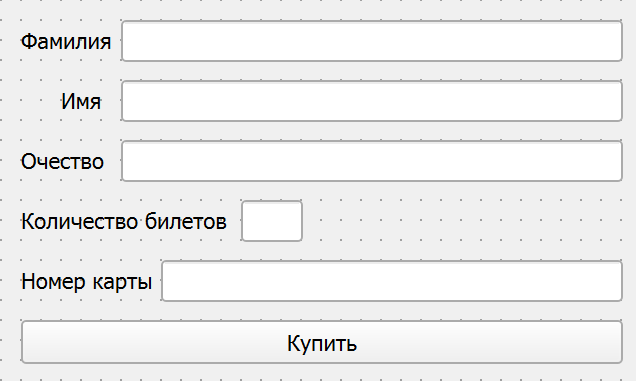 Фамилия
Имя
Очество
Количество билетов
Номер карты
Купить